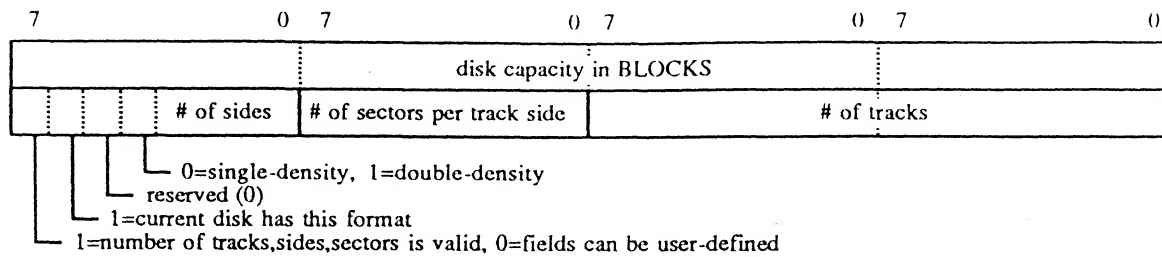 7 0 7 0 7 0 7 0
disk capacity in BLOCKS
# of sides # of sectors per track side # of tracks
0=single-density, 1=double-density
reserved (0)
1=current disk has this format
1=number of tracks,sides,sectors is valid, 0=fields can be user-defined